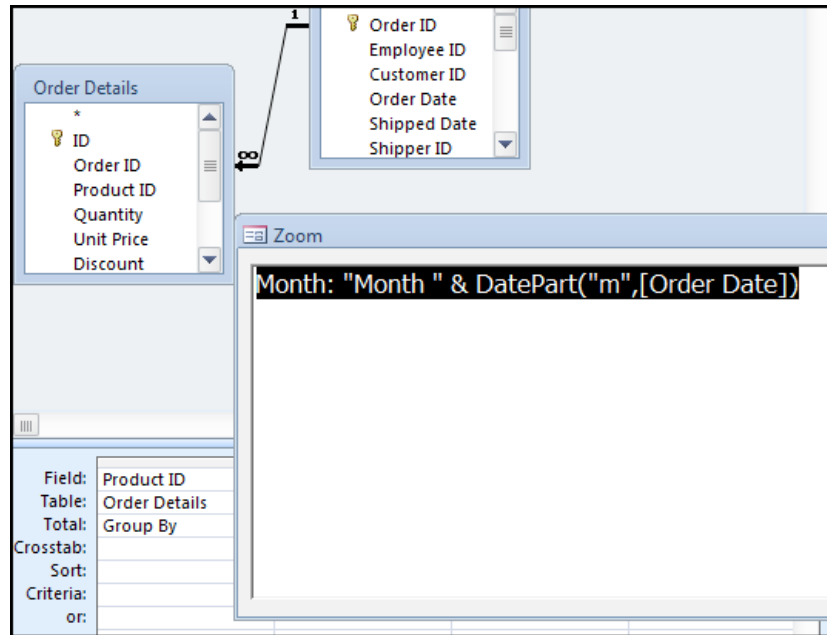 1
Order ID
Employee ID
Customer ID
Order Date
Shipped Date
Shipper ID
Order Details
*
ID
Order ID
Product ID
Quantity
Unit Price
Discount
∞
Zoom
Month: "Month " & DatePart("m",[Order Date])
Field: Product ID
Table: Order Details
Total: Group By
Crosstab:
Sort:
Criteria:
or: